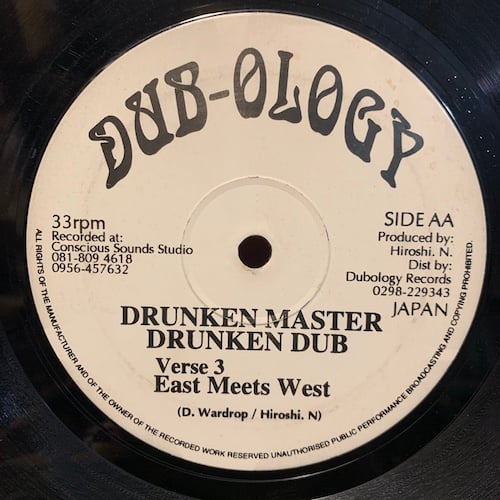 DUB-OLOGY
33rpm
Recorded at:
Conscious Sounds Studio
081-809 4618
0956-457632
SIDE AA
Produced by:
Hiroshi. N.
Dist by:
Dubology Records
0298-229343
JAPAN
DRUNKEN MASTER
DRUNKEN DUB
Verse 3
East Meets West
(D. Wardrop / Hiroshi. N)
ALL RIGHTS OF THE MANUFACTURER AND OF THE OWNER OF THE RECORDED WORK RESERVED UNAUTHORISED PUBLIC PERFORMANCE BROADCASTING AND COPYING PROHIBITED.